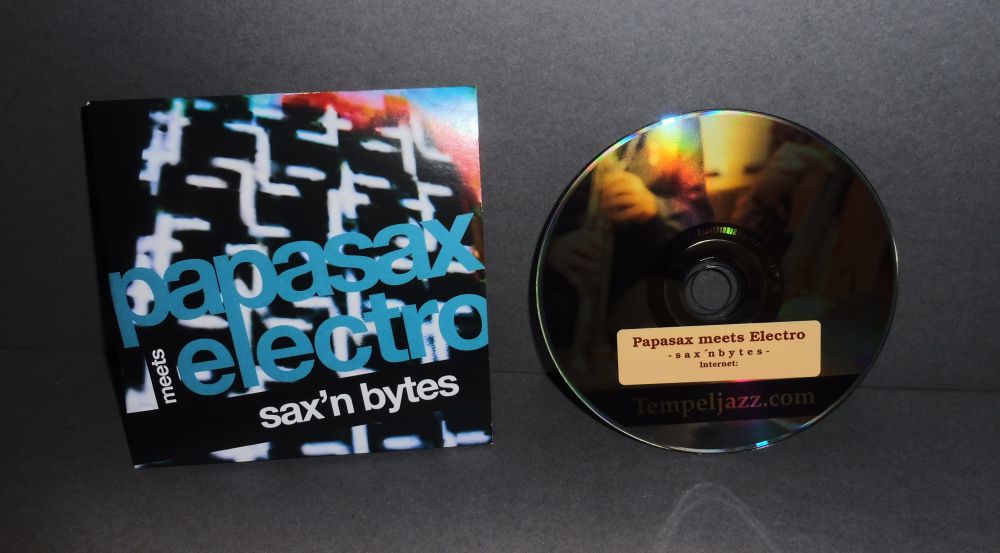 papasax
meets
electro
sax'n bytes
Papasax meets Electro
- sax´nbytes -
Internet:
Tempeljazz.com